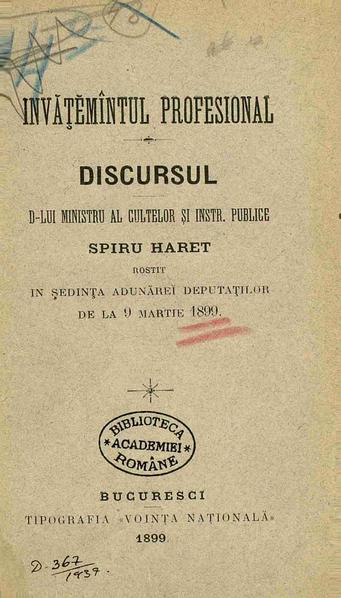 INVĂŢĔMÎNTUL PROFESIONAL
DISCURSUL
D-LUI MINISTRU AL CULTELOR ŞI INSTR. PUBLICE
SPIRU HARET
ROSTIT
IN ŞEDINŢA ADUNĂREĬ DEPUTAŢILOR
DE LA 9 MARTIE 1899.
BIBLIOTECA
* ACADEMIEI *
ROMÂNE
BUCURESCI
TIPOGRAFIA «VOINŢA NAŢIONALĂ»
1899
D. 367/1939.